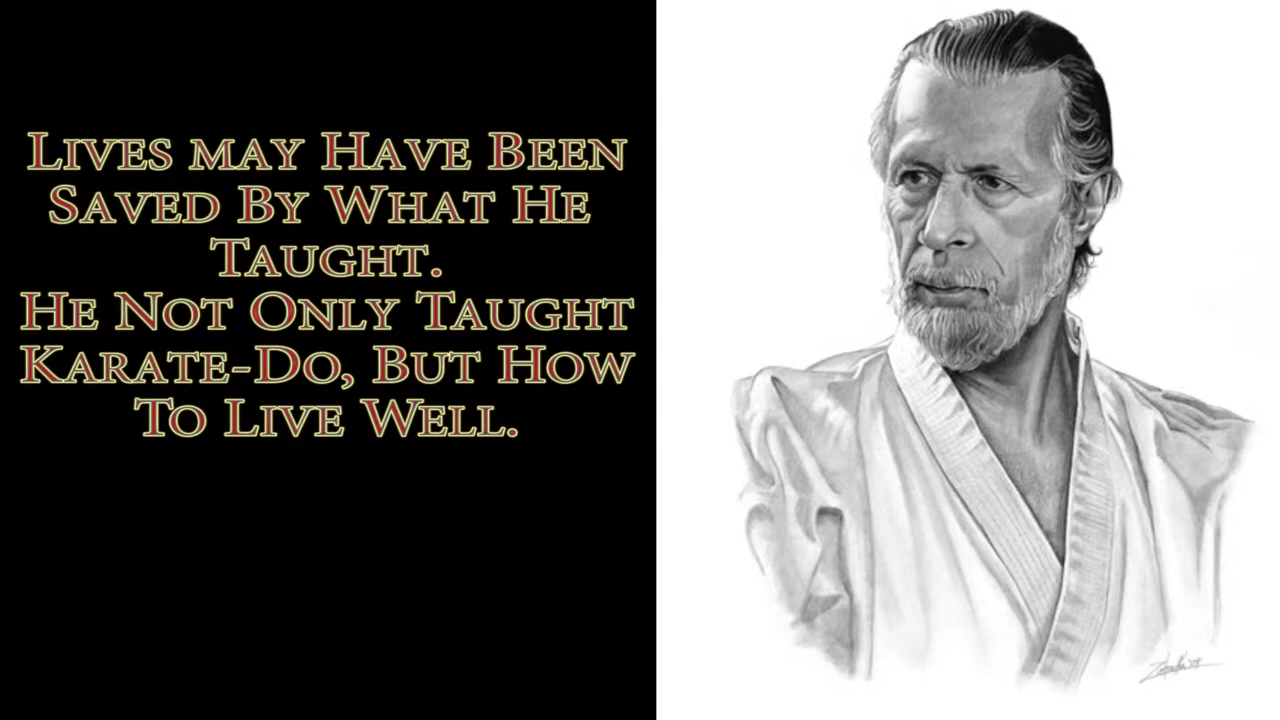 Lives may Have Been
Saved By What He
Taught.
He Not Only Taught
Karate-Do, But How
To Live Well.